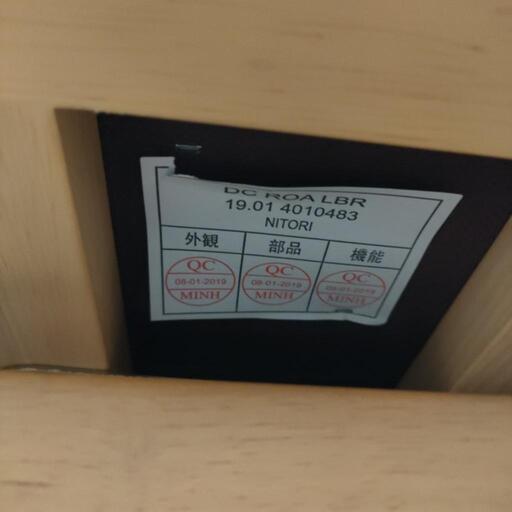 DC ROA LBR
19.01 4010483
NITORI
外観 部品 機能
QC QC QC
08-01-2019 08-01-2019 08-01-2019
MINH MINH MINH